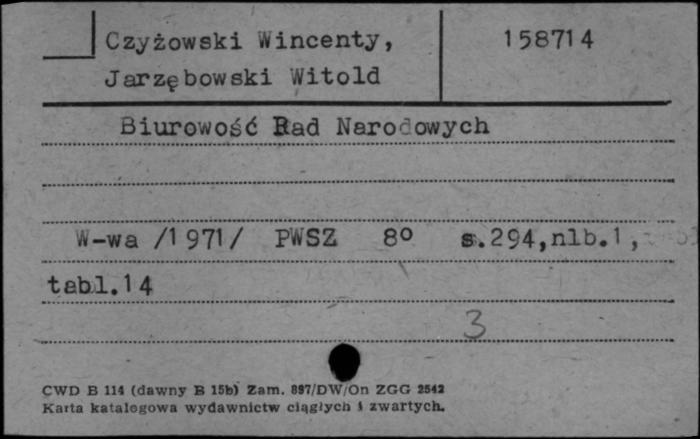 Czyżowski Wincenty, 158714
Jarzębowski Witold
Biurowość Rad Narodowych
W-wa /1971/ PWSZ 8° s.294,nlb.1,
tabl.14
3
CWD B 114 (dawny B 15b) Zam. 897/DW/On ZGG 2542
Karta katalogowa wydawnictw ciągłych i zwartych.